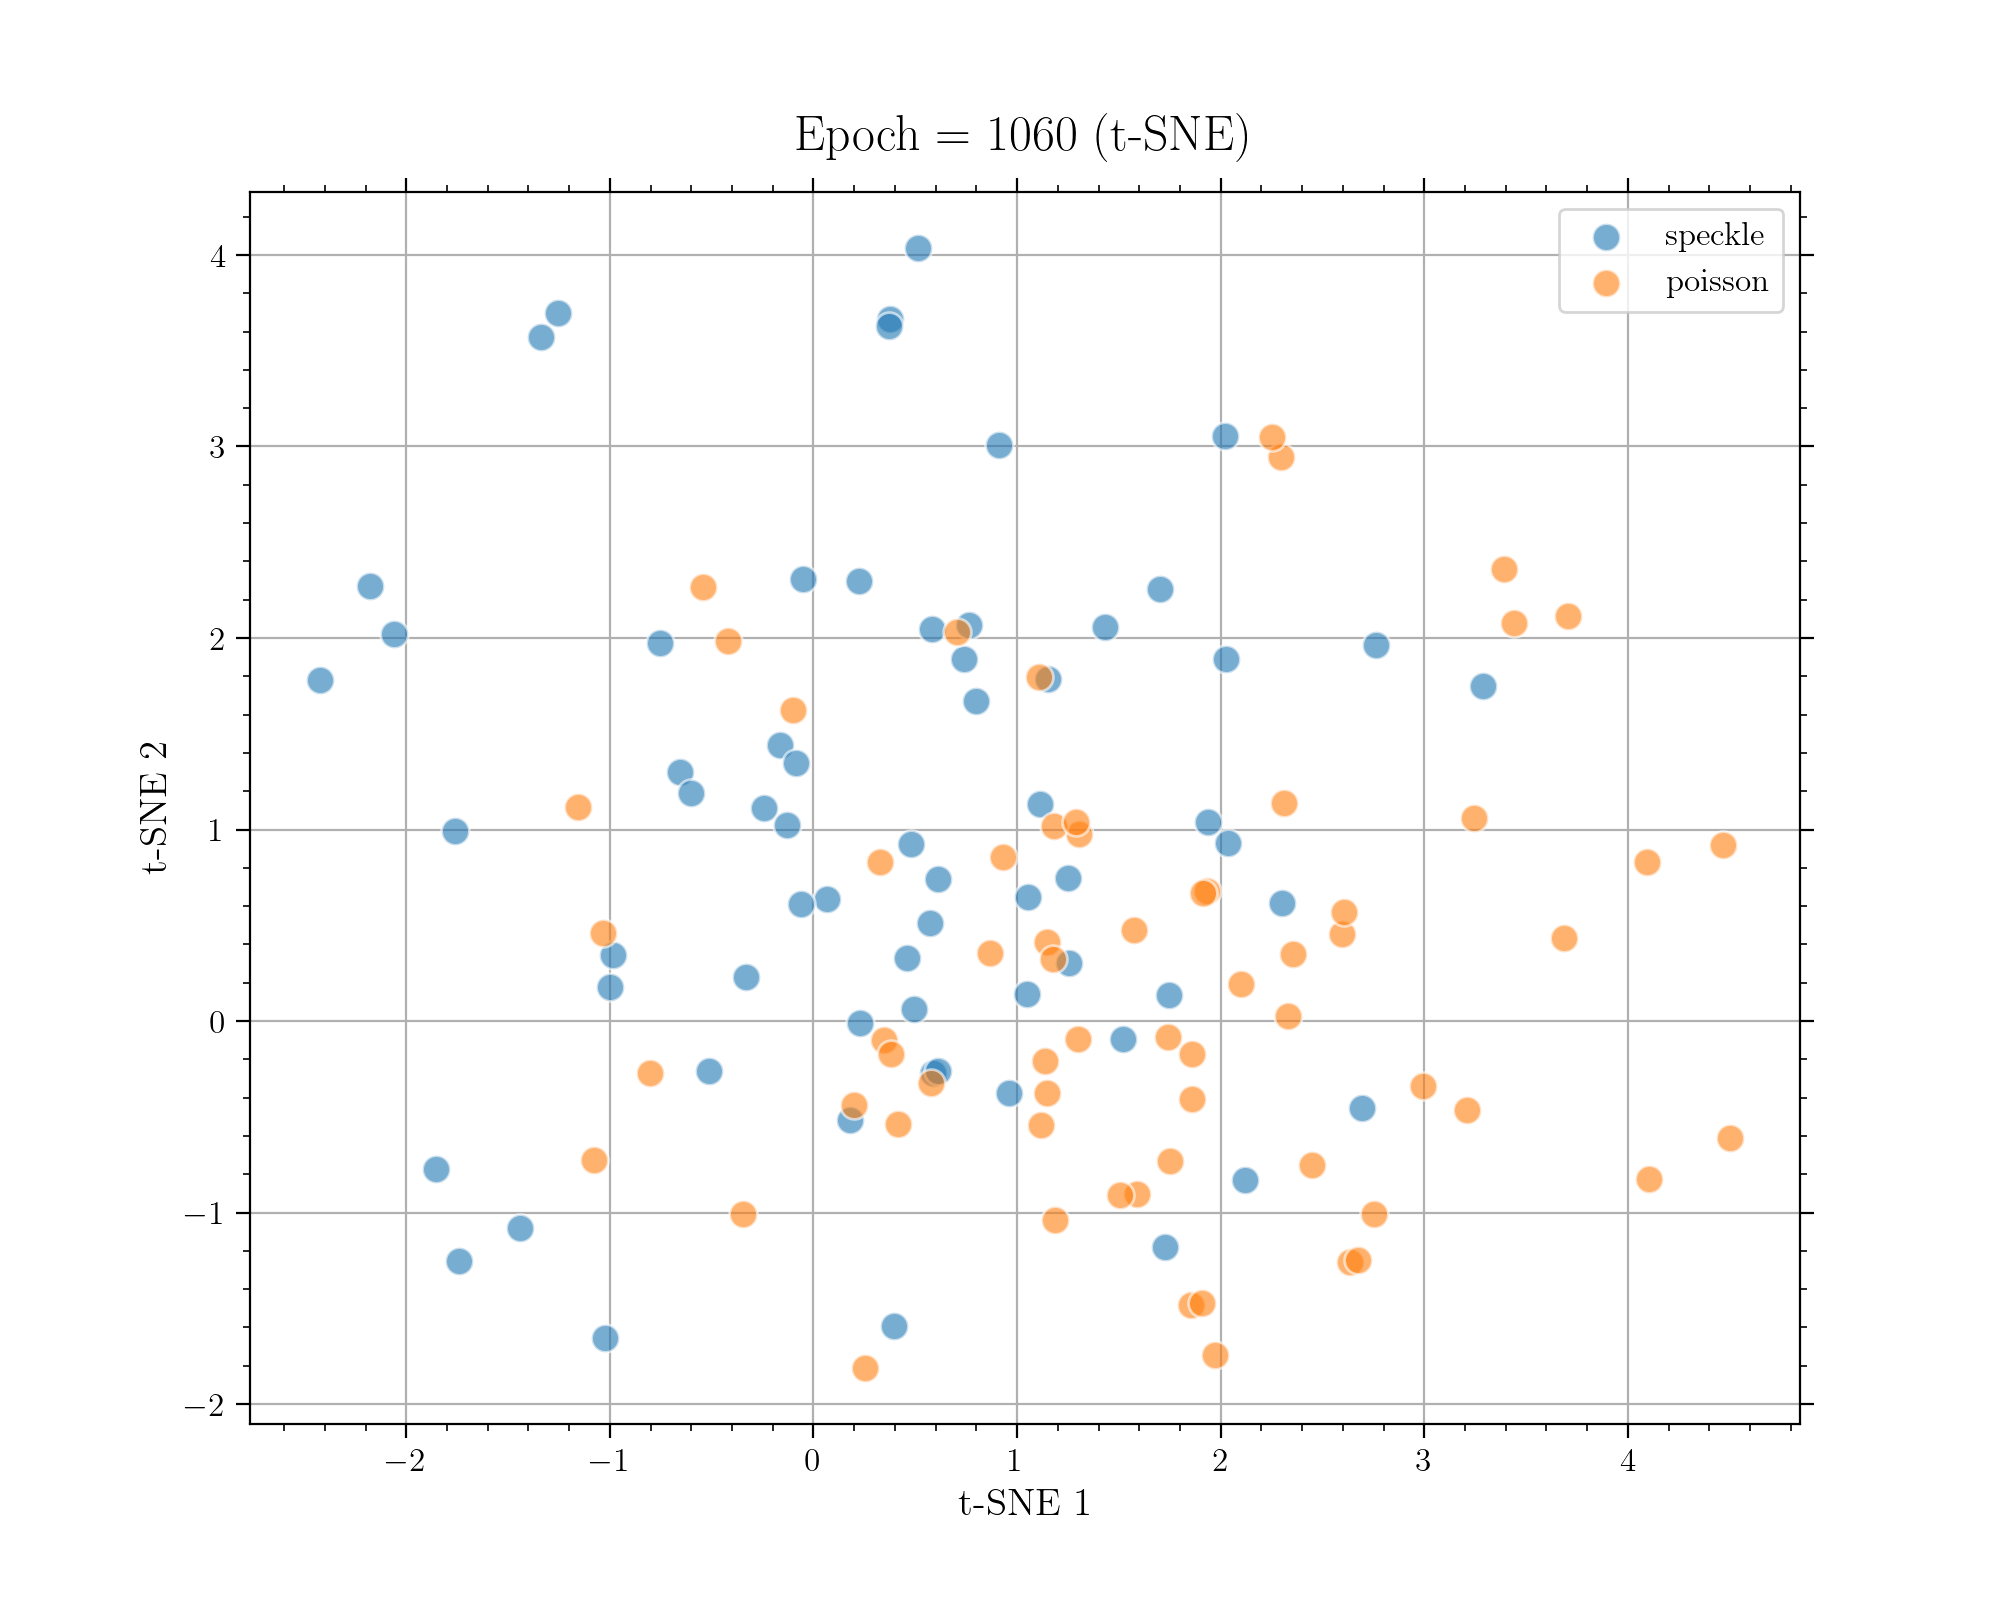 Epoch = 1060 (t-SNE)
speckle
poisson
4
3
2
1
0
−1
−2
t-SNE 2
−2 −1 0 1 2 3 4
t-SNE 1